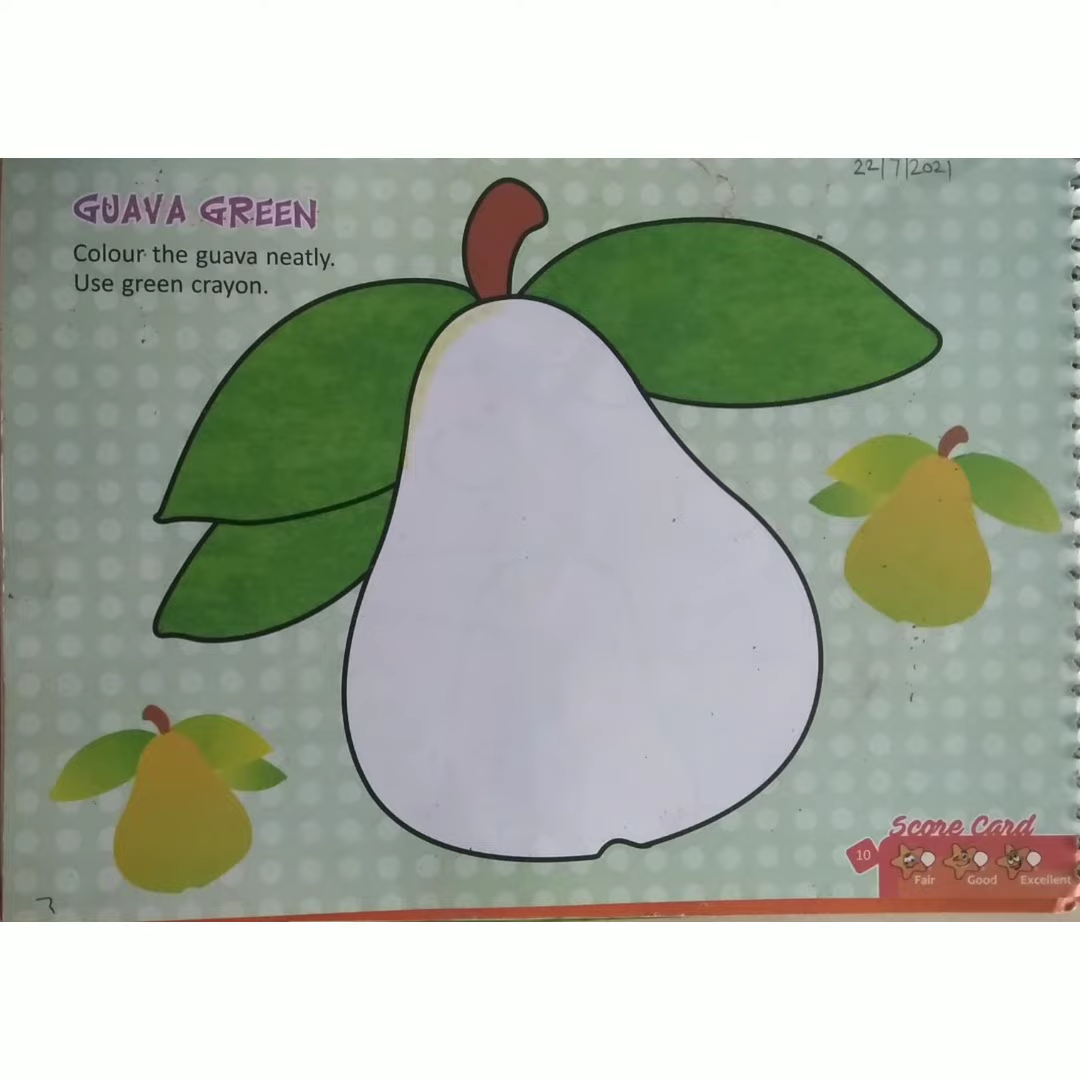 22/7/2021
GUAVA GREEN
Colour the guava neatly.
Use green crayon.
Score Card
10
Fair Good Excellent